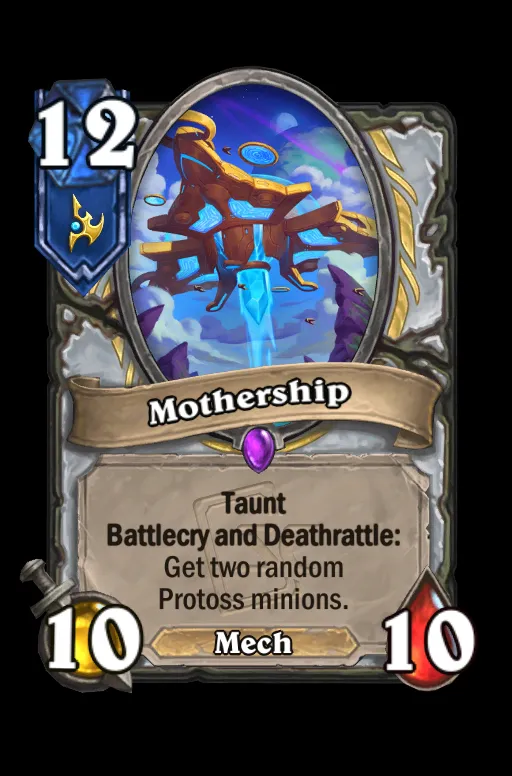 12
Mothership
Taunt
Battlecry and Deathrattle:
Get two random
Protoss minions.
10
Mech
10